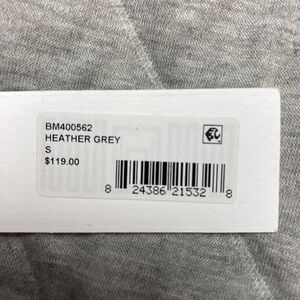 BM400562
HEATHER GREY
S
$119.00
8 24386 21532 8